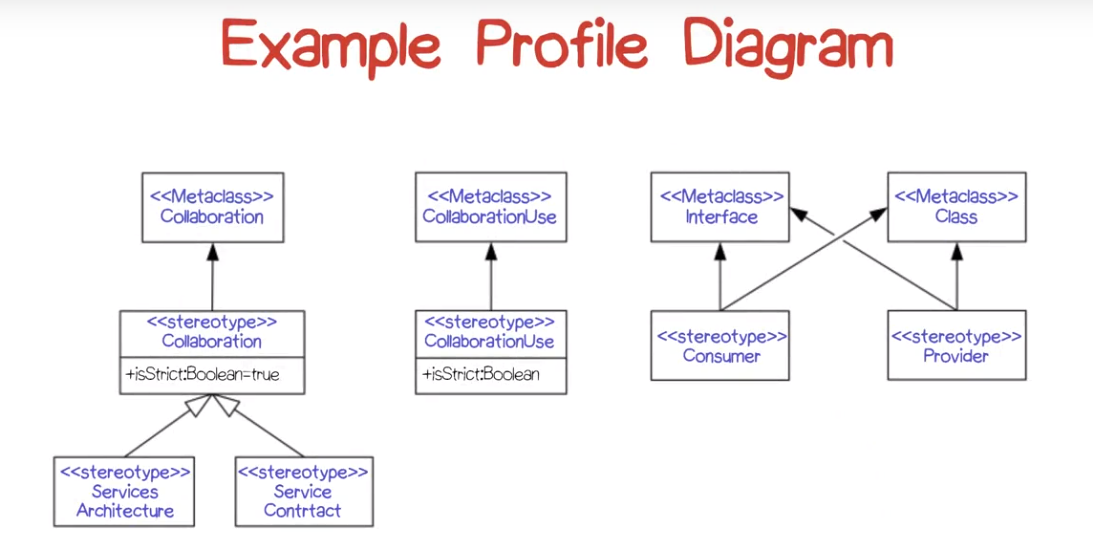 Example Profile Diagram
<<Metaclass>>
Collaboration
<<Metaclass>>
CollaborationUse
<<Metaclass>>
Interface
<<Metaclass>>
Class
<<stereotype>>
Collaboration
+isStrict:Boolean=true
<<stereotype>>
CollaborationUse
+isStrict:Boolean
<<stereotype>>
Consumer
<<stereotype>>
Provider
<<stereotype>>
Services
Architecture
<<stereotype>>
Service
Contrtact